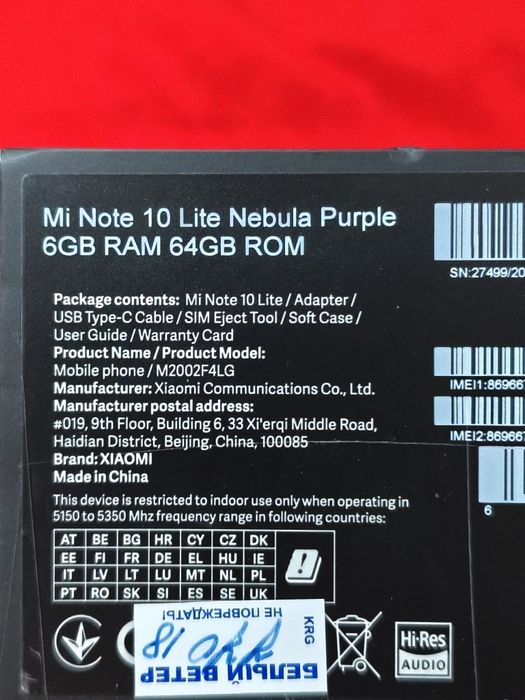 Mi Note 10 Lite Nebula Purple
6GB RAM 64GB ROM
SN:27499/20
Package contents: Mi Note 10 Lite / Adapter /
USB Type-C Cable / SIM Eject Tool / Soft Case /
User Guide / Warranty Card
Product Name / Product Model:
Mobile phone / M2002F4LG
Manufacturer: Xiaomi Communications Co., Ltd.
Manufacturer postal address:
#019, 9th Floor, Building 6, 33 Xi'erqi Middle Road,
Haidian District, Beijing, China, 100085
Brand: XIAOMI
Made in China
IMEI1:869667
IMEI2:869667
6
This device is restricted to indoor use only when operating in
5150 to 5350 Mhz frequency range in following countries:
AT BE BG HR CY CZ DK
EE FI FR DE EL HU IE
IT LV LT LU MT NL PL
PT RO SK SI ES SE UK
НЕ ПОВРЕЖДАТЬ!
KRG
18
БЕЛЫЙ ВЕТЕР
Hi-Res
AUDIO